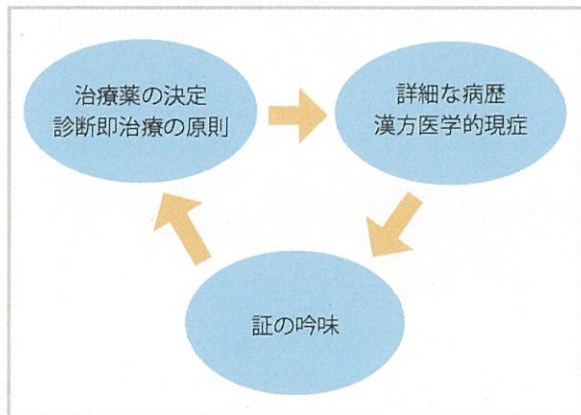 治療薬の決定
診断即治療の原則
詳細な病歴
漢方医学的現症
証の吟味